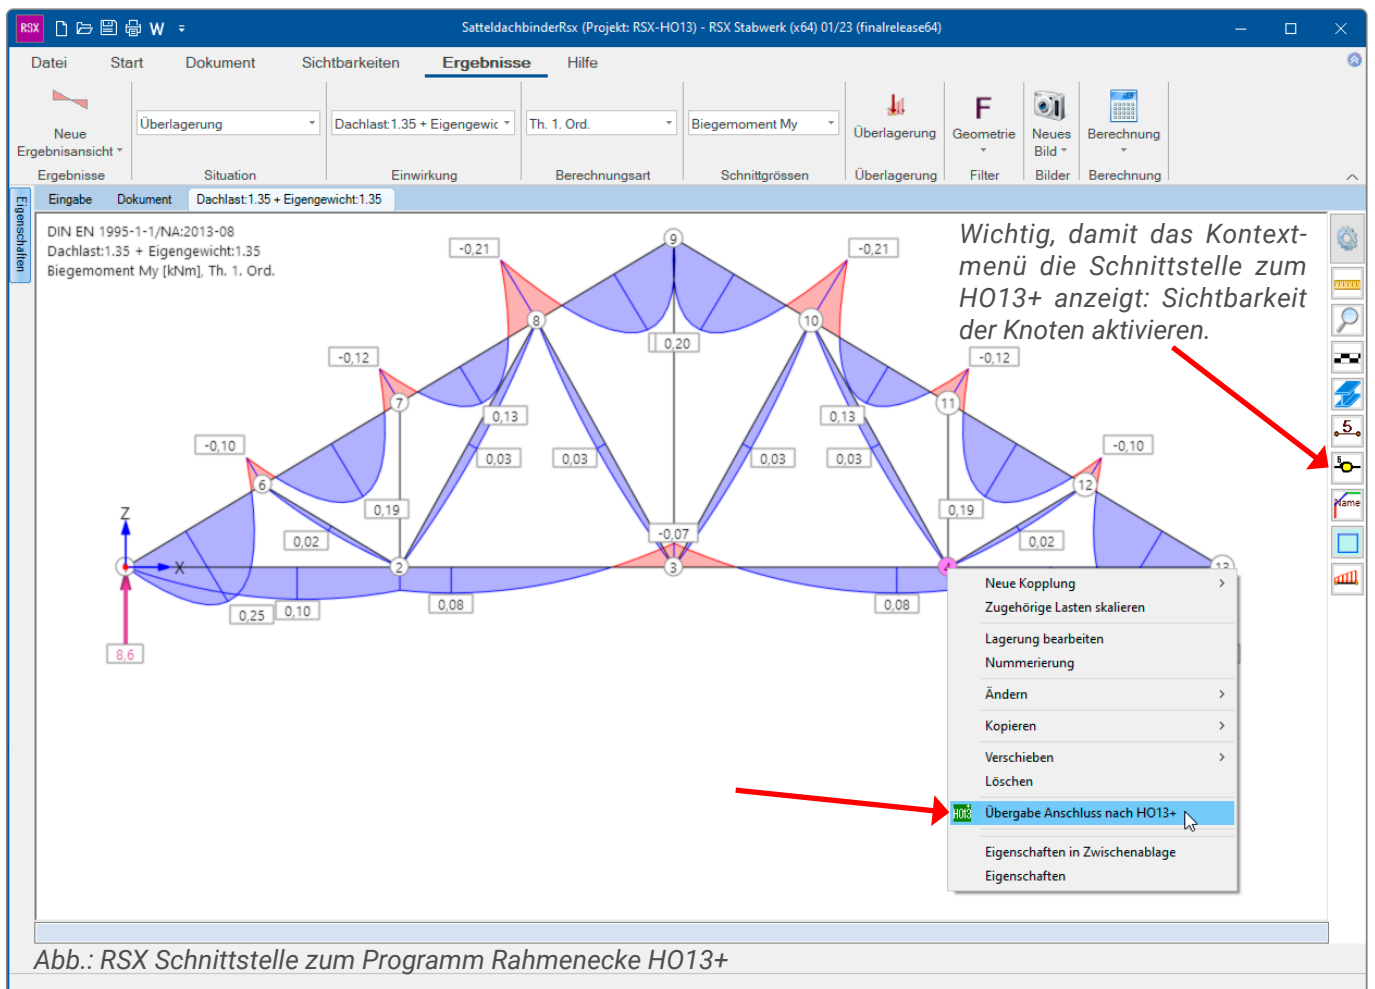 RSX
W
SatteldachbinderRsx (Projekt: RSX-HO13) - RSX Stabwerk (x64) 01/23 (finalrelease64)
Datei Start Dokument Sichtbarkeiten Ergebnisse Hilfe
Neue
Ergebnisansicht
Ergebnisse
Überlagerung
Situation
Dachlast:1.35 + Eigengewic
Einwirkung
Th. 1. Ord.
Berechnungsart
Biegemoment My
Schnittgrössen
Überlagerung
Überlagerung
F
Geometrie
Filter
Neues
Bild
Bilder
Berechnung
Berechnung
Eigenschaften
Eingabe Dokument Dachlast:1.35 + Eigengewicht:1.35
DIN EN 1995-1-1/NA:2013-08
Dachlast:1.35 + Eigengewicht:1.35
Biegemoment My [kNm], Th. 1. Ord.
Wichtig, damit das Kontext-
menü die Schnittstelle zum
HO13+ anzeigt: Sichtbarkeit
der Knoten aktivieren.
9
-0,21 -0,21
8 10
0,20
-0,12 -0,12
7 11
0,13 0,13
-0,10 -0,10
0,03 0,03 0,03 0,03
6 12
0,19 0,19
Z
0,02 -0,07 0,02
X 2 3 4 13
0,25 0,10 0,08 0,08
8,6
5
6
Name
Neue Kopplung
Zugehörige Lasten skalieren
Lagerung bearbeiten
Nummerierung
Ändern
Kopieren
Verschieben
Löschen
HO13 Übergabe Anschluss nach HO13+
Eigenschaften in Zwischenablage
Eigenschaften
Abb.: RSX Schnittstelle zum Programm Rahmenecke HO13+